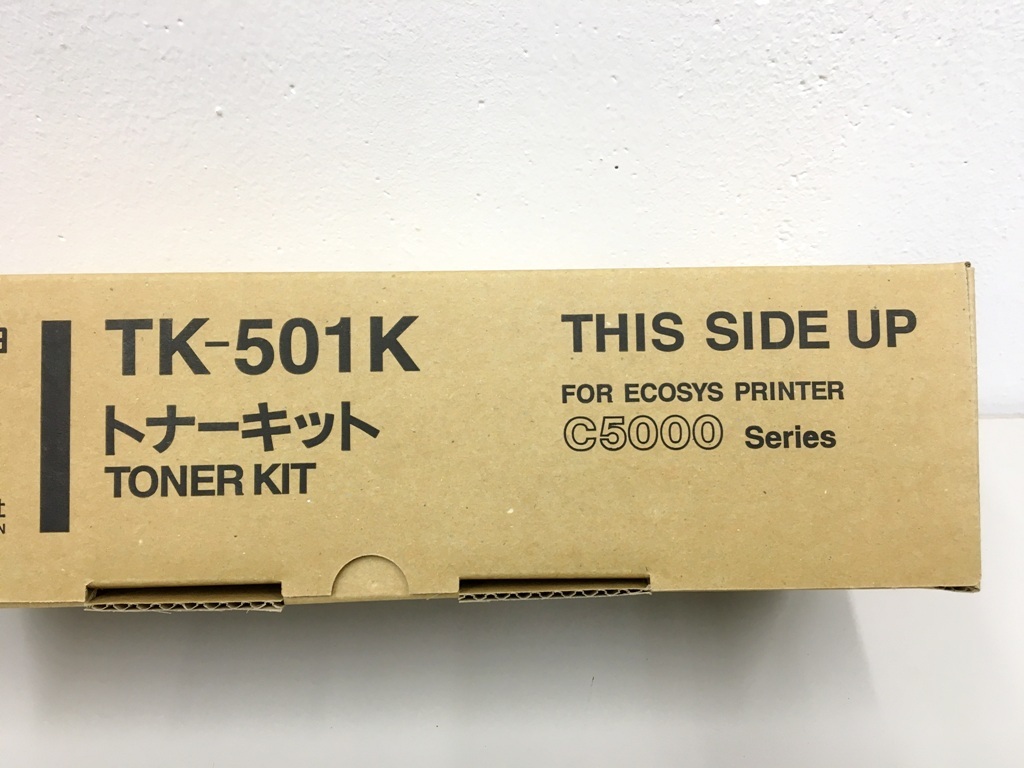 TK-501K
トナーキット
TONER KIT
THIS SIDE UP
FOR ECOSYS PRINTER
C5000 Series